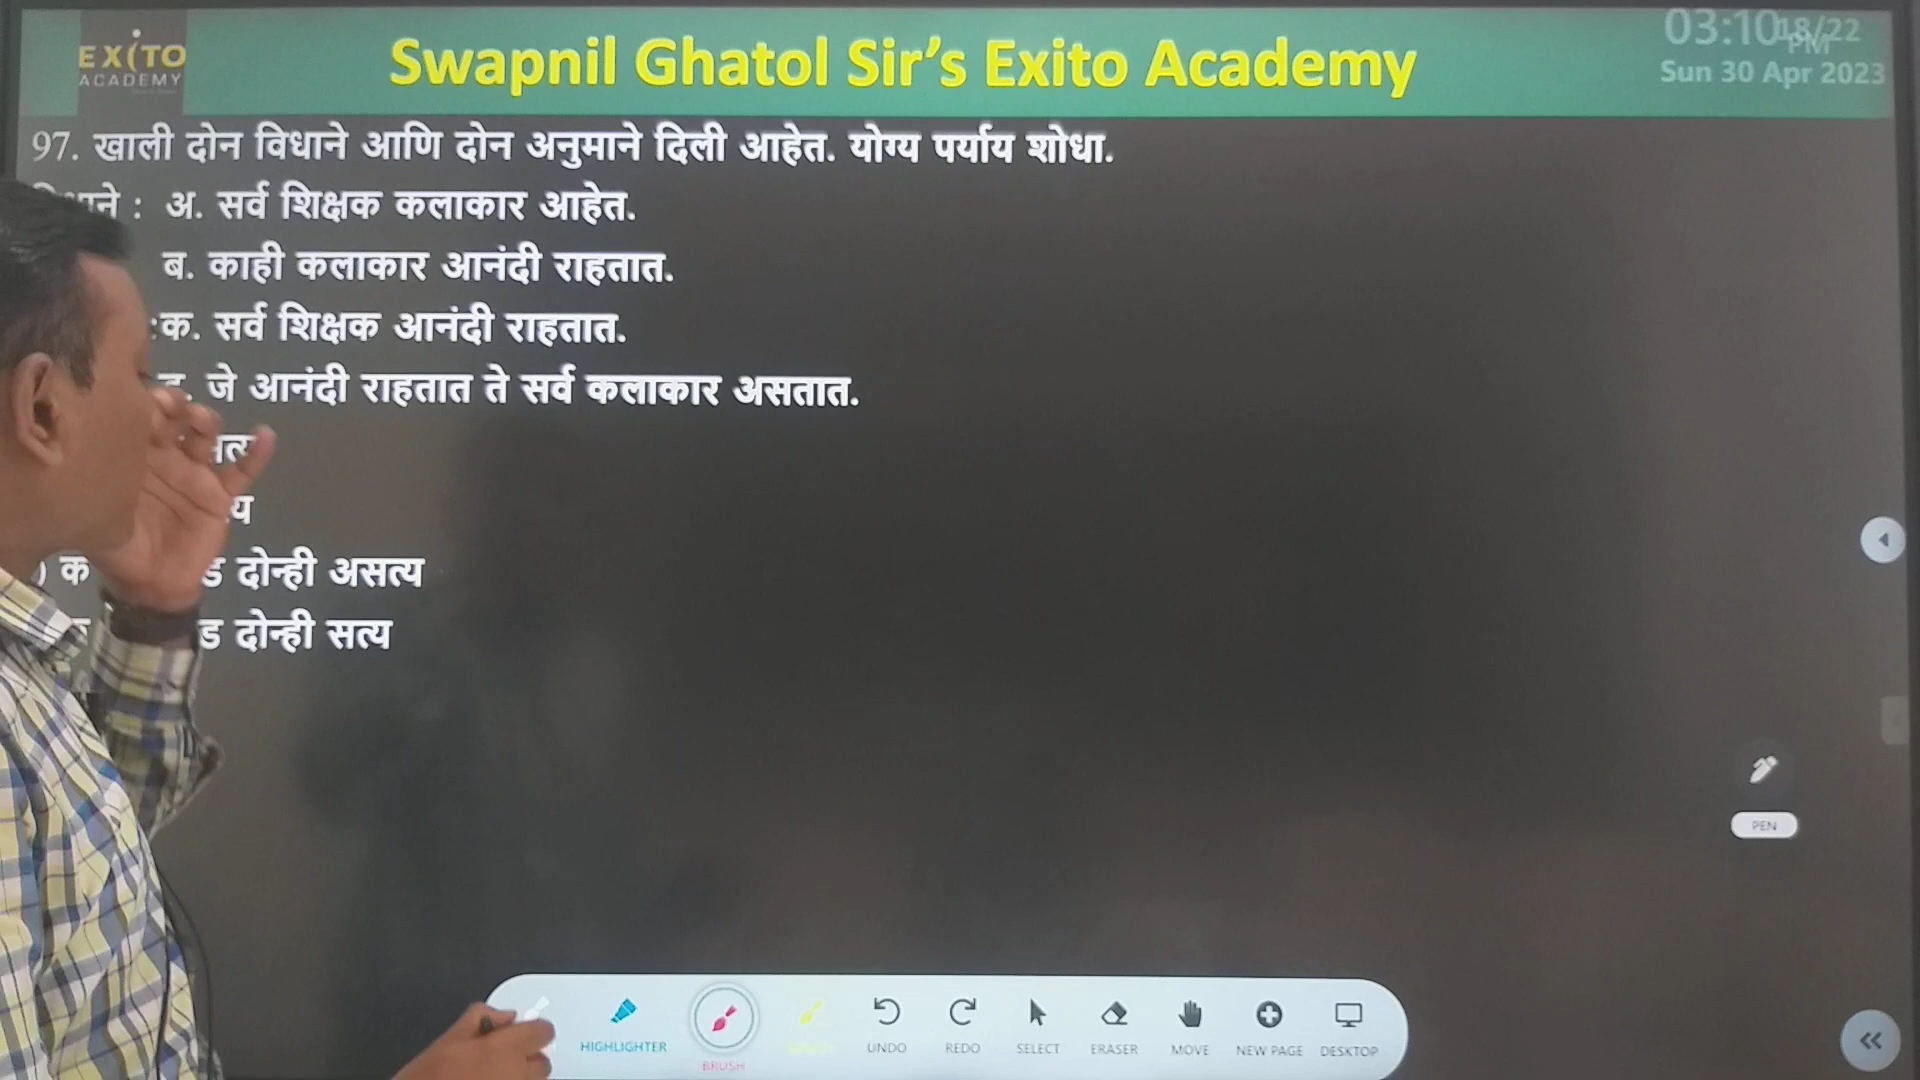 EXiTO
ACADEMY
Swapnil Ghatol Sir's Exito Academy
03:10 PM
18/22
Sun 30 Apr 2023
97. खाली दोन विधाने आणि दोन अनुमाने दिली आहेत. योग्य पर्याय शोधा.
: अ. सर्व शिक्षक कलाकार आहेत.
ब. काही कलाकार आनंदी राहतात.
:क. सर्व शिक्षक आनंदी राहतात.
जे आनंदी राहतात ते सर्व कलाकार असतात.
) क ड दोन्ही असत्य
ड दोन्ही सत्य
PEN
HIGHLIGHTER
BRUSH
UNDO
REDO
SELECT
ERASER
MOVE
NEW PAGE
DESKTOP